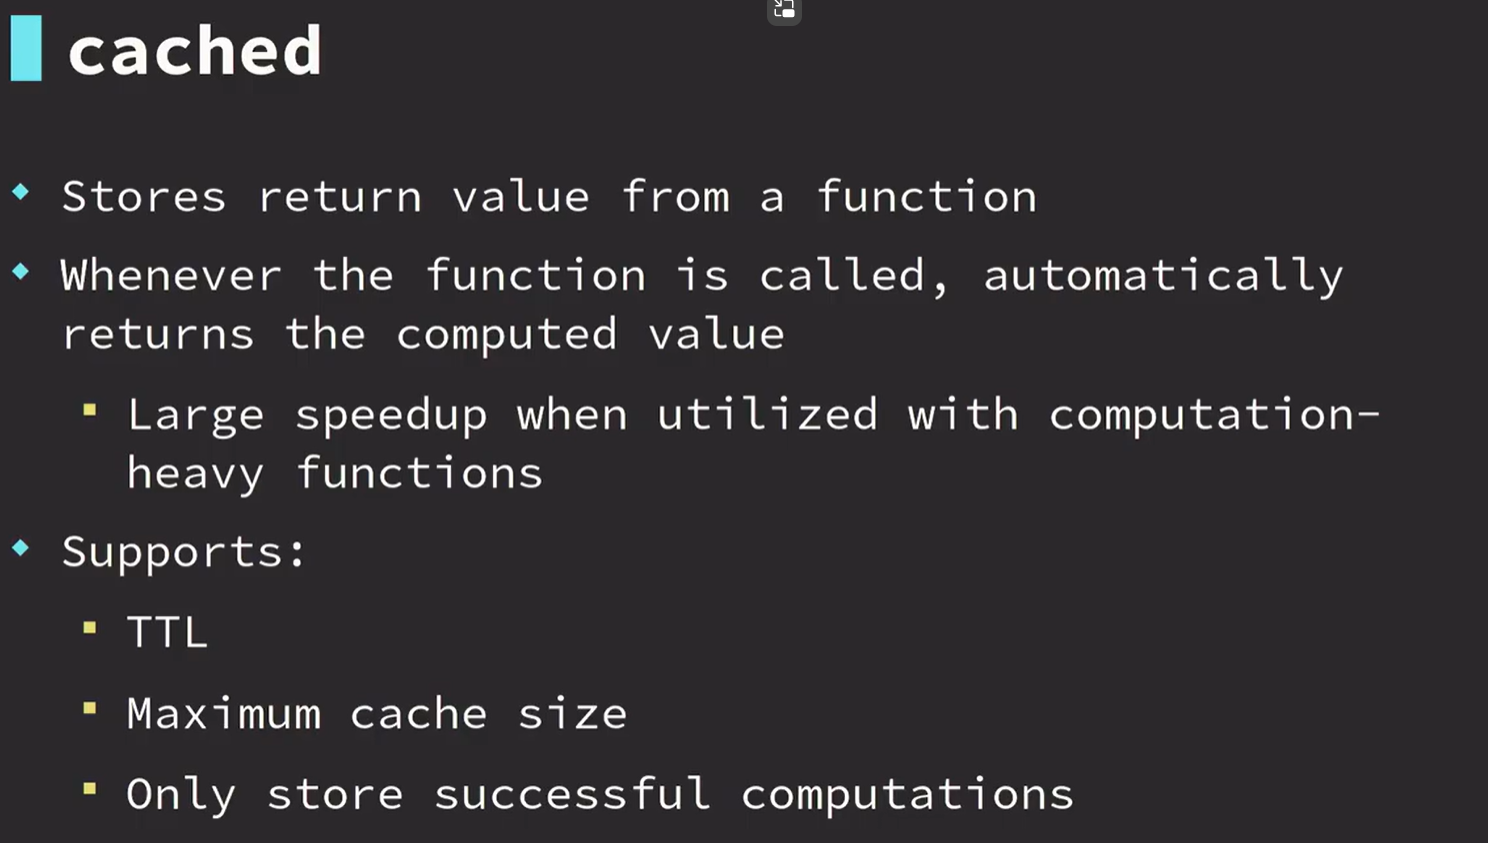 cached
Stores return value from a function
Whenever the function is called, automatically
returns the computed value
Large speedup when utilized with computation-
heavy functions
Supports:
TTL
Maximum cache size
Only store successful computations